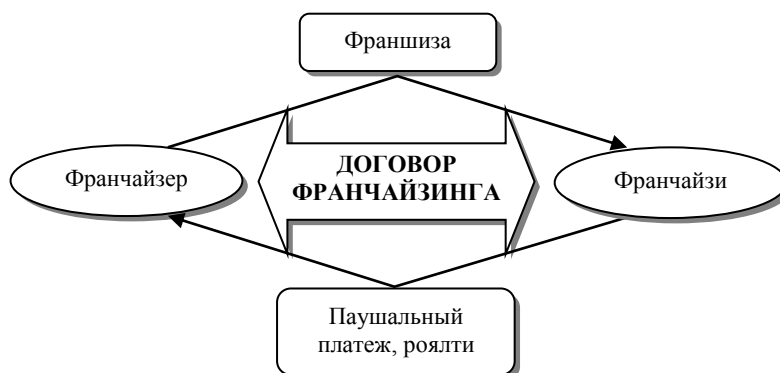 Франшиза
Франчайзер
ДОГОВОР
ФРАНЧАЙЗИНГА
Франчайзи
Паушальный
платеж, роялти